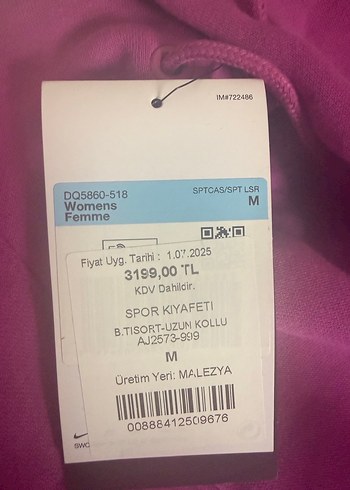 IM#722486
DQ5860-518
SPTCAS/SPT LSR
Womens
M
Femme
Fiyat Uyg. Tarihi : 1.07.2025
3199,00 TL
KDV Dahildir.
SPOR KIYAFETİ
B.TISORT-UZUN KOLLU
AJ2573-999
M
Üretim Yeri: MALEZYA
00888412509676
SWC